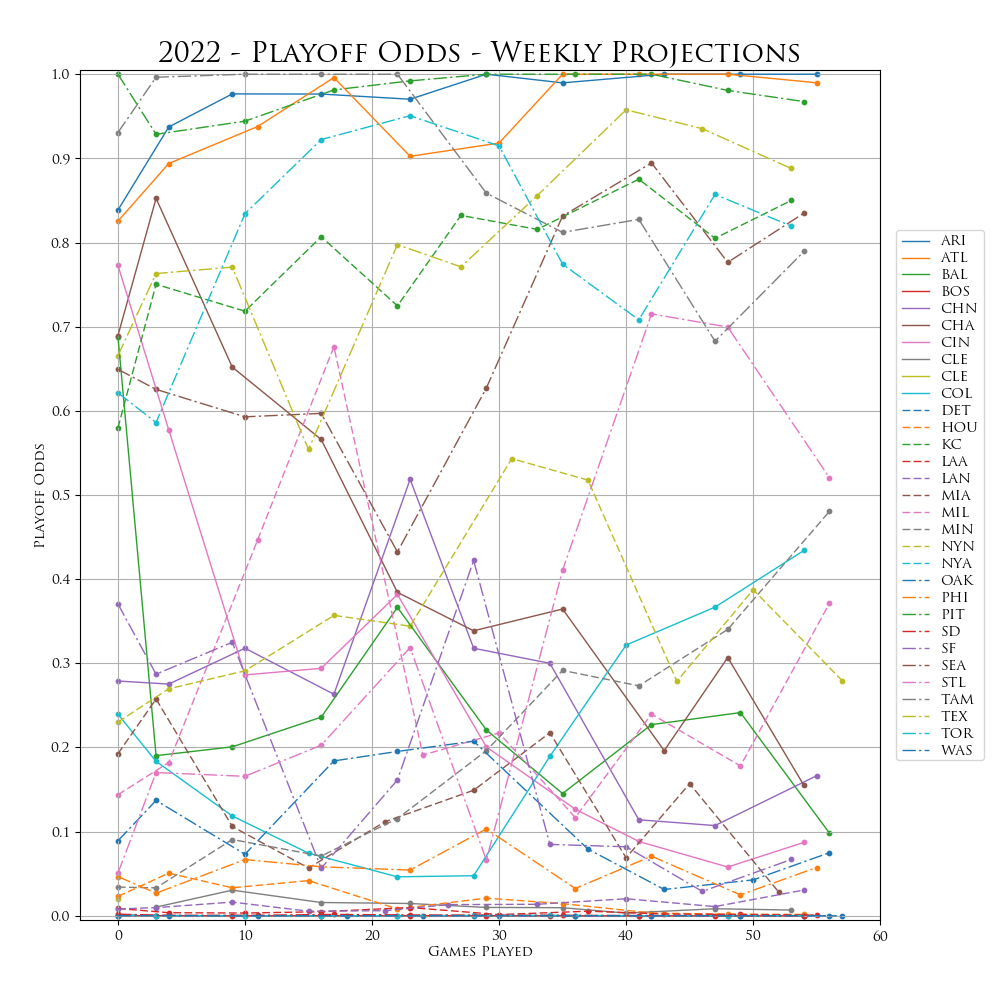 2022 - Playoff Odds - Weekly Projections
1.0
0.9
0.8
0.7
0.6
0.5
0.4
0.3
0.2
0.1
0.0
Playoff Odds
0 10 20 30 40 50 60
Games Played
ARI
ATL
BAL
BOS
CHN
CHA
CIN
CLE
CLE
COL
DET
HOU
KC
LAA
LAN
MIA
MIL
MIN
NYN
NYA
OAK
PHI
PIT
SD
SF
SEA
STL
TAM
TEX
TOR
WAS